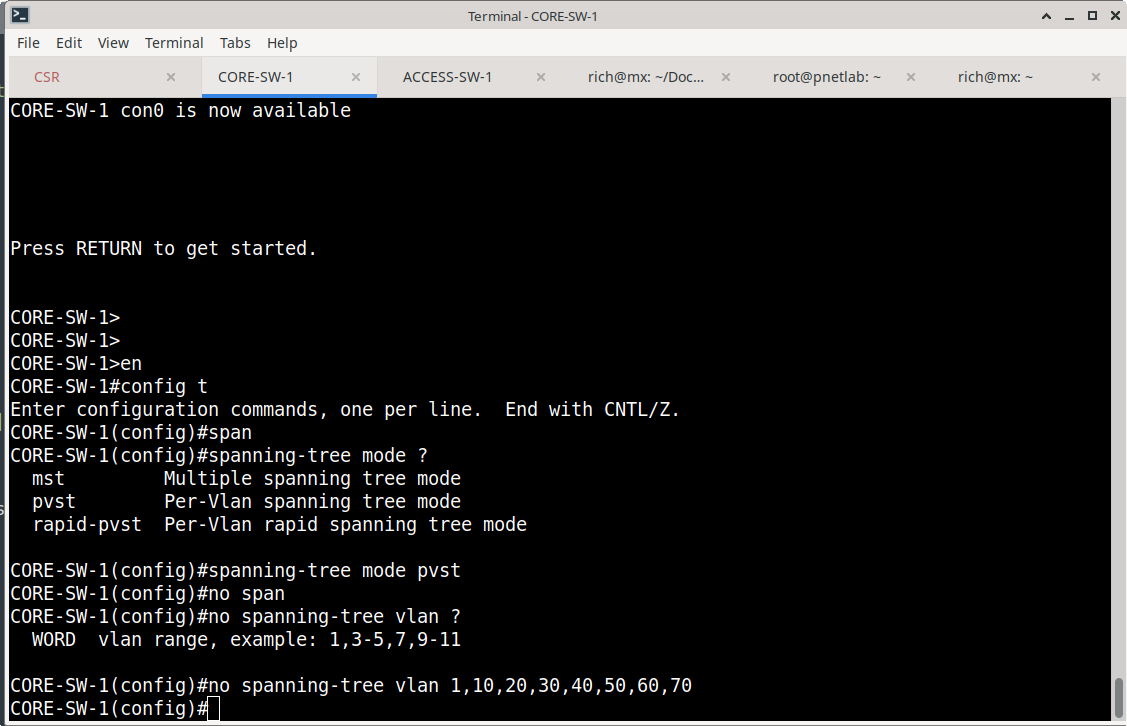 Terminal - CORE-SW-1
File Edit View Terminal Tabs Help
CSR CORE-SW-1 ACCESS-SW-1 rich@mx: ~/Doc... root@pnetlab: ~ rich@mx: ~
CORE-SW-1 con0 is now available
Press RETURN to get started.
CORE-SW-1>
CORE-SW-1>
CORE-SW-1>en
CORE-SW-1#config t
Enter configuration commands, one per line.  End with CNTL/Z.
CORE-SW-1(config)#span
CORE-SW-1(config)#spanning-tree mode ?
  mst         Multiple spanning tree mode
  pvst        Per-Vlan spanning tree mode
  rapid-pvst  Per-Vlan rapid spanning tree mode
CORE-SW-1(config)#spanning-tree mode pvst
CORE-SW-1(config)#no span
CORE-SW-1(config)#no spanning-tree vlan ?
  WORD  vlan range, example: 1,3-5,7,9-11
CORE-SW-1(config)#no spanning-tree vlan 1,10,20,30,40,50,60,70
CORE-SW-1(config)#